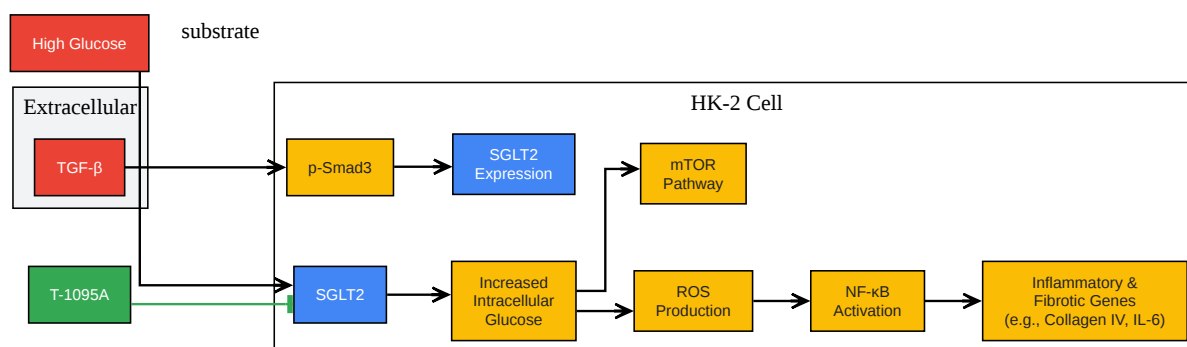 High Glucose
substrate
Extracellular
HK-2 Cell
TGF-β
p-Smad3
SGLT2
Expression
mTOR
Pathway
T-1095A
SGLT2
Increased
Intracellular
Glucose
ROS
Production
NF-κB
Activation
Inflammatory &
Fibrotic Genes
(e.g., Collagen IV, IL-6)